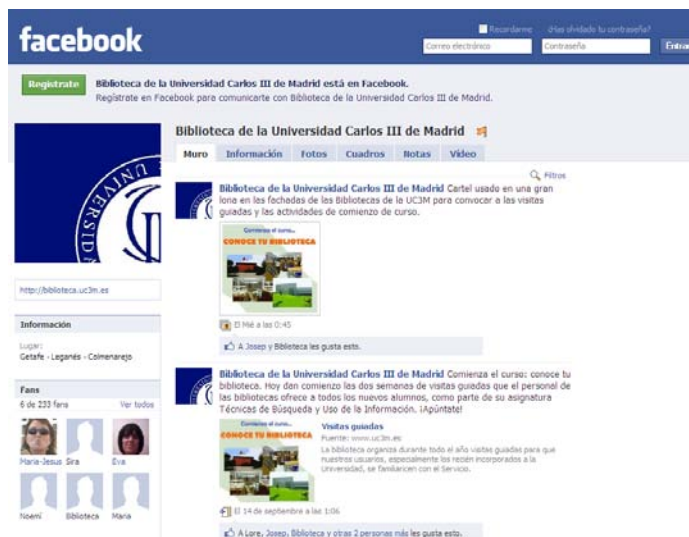 facebook
Recordarme ¿Has olvidado tu contraseña?
Correo electrónico
Contraseña
Entrar
Regístrate
Biblioteca de la Universidad Carlos III de Madrid está en Facebook.
Regístrate en Facebook para comunicarte con Biblioteca de la Universidad Carlos III de Madrid.
Biblioteca de la Universidad Carlos III de Madrid
Muro Información Fotos Cuadros Notas Vídeo
Filtros
Biblioteca de la Universidad Carlos III de Madrid Cartel usado en una gran
lona en las fachadas de las Bibliotecas de la UC3M para convocar a las visitas
guiadas y las actividades de comienzo de curso.
Comienza el curso...
CONOCE TU BIBLIOTECA
El Mié a las 0:45
A Josep y Biblioteca les gusta esto.
http://biblioteca.uc3m.es
Información
Lugar:
Getafe - Leganés - Colmenarejo
Fans
6 de 233 fans Ver todos
Maria-Jesús Sira Eva
Noemí Biblioteca Maria
Biblioteca de la Universidad Carlos III de Madrid Comienza el curso: conoce tu
biblioteca. Hoy dan comienzo las dos semanas de visitas guiadas que el personal de
las bibliotecas ofrece a todos los nuevos alumnos, como parte de su asignatura
Técnicas de Búsqueda y Uso de la Información. ¡Apúntate!
Comienza el curso...
CONOCE TU BIBLIOTECA
Visitas guiadas
Fuente: www.uc3m.es
La biblioteca organiza durante todo el año visitas guiadas para que
nuestros usuarios, especialmente los recién incorporados a la
Universidad, se familiaricen con el Servicio.
El 14 de septiembre a las 1:06
A Lore, Josep, Biblioteca y otras 2 personas más les gusta esto.